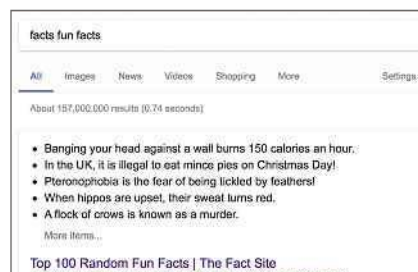 facts fun facts
All Images News Videos Shopping More Settings
About 157,000,000 results (0.74 seconds)
• Banging your head against a wall burns 150 calories an hour.
• In the UK, it is illegal to eat mince pies on Christmas Day!
• Pteronophobia is the fear of being tickled by feathers!
• When hippos are upset, their sweat turns red.
• A flock of crows is known as a murder.
More items...
Top 100 Random Fun Facts | The Fact Site